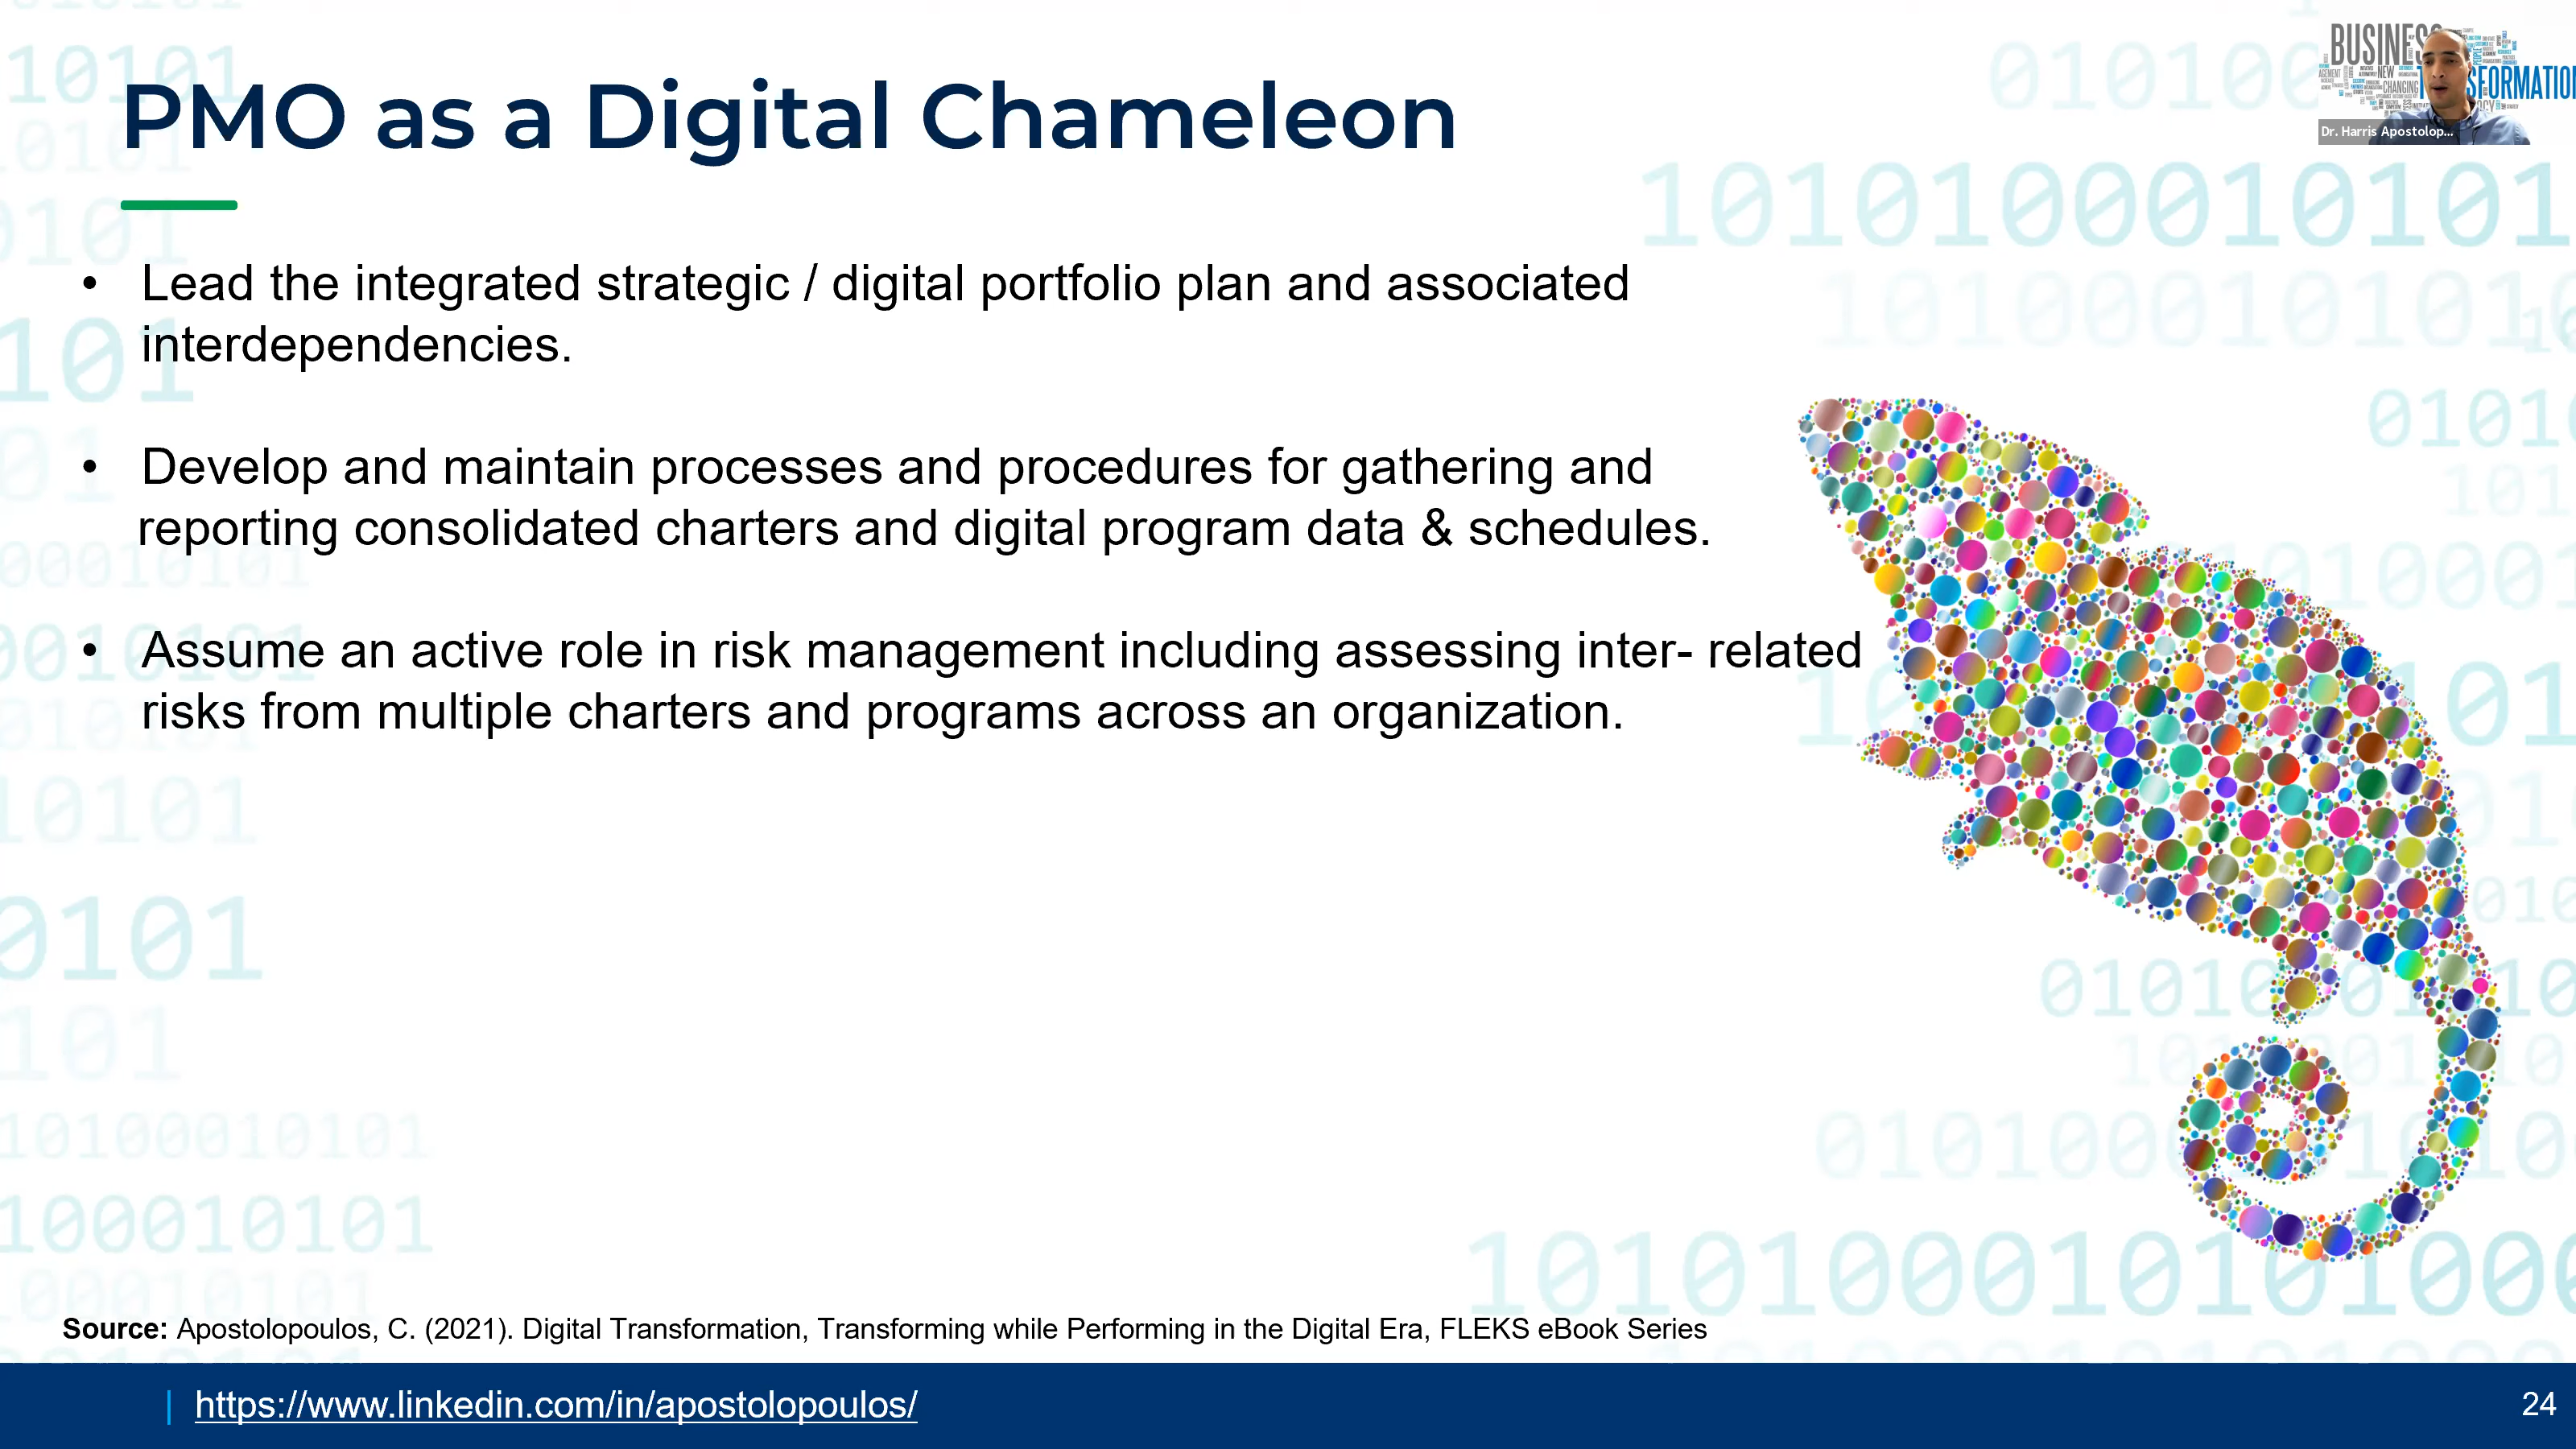 PMO as a Digital Chameleon
• Lead the integrated strategic / digital portfolio plan and associated
interdependencies.
• Develop and maintain processes and procedures for gathering and
reporting consolidated charters and digital program data & schedules.
• Assume an active role in risk management including assessing inter- related
risks from multiple charters and programs across an organization.
Source: Apostolopoulos, C. (2021). Digital Transformation, Transforming while Performing in the Digital Era, FLEKS eBook Series
| https://www.linkedin.com/in/apostolopoulos/
24
Dr. Harris Apostolop...
NEW
CHANGING